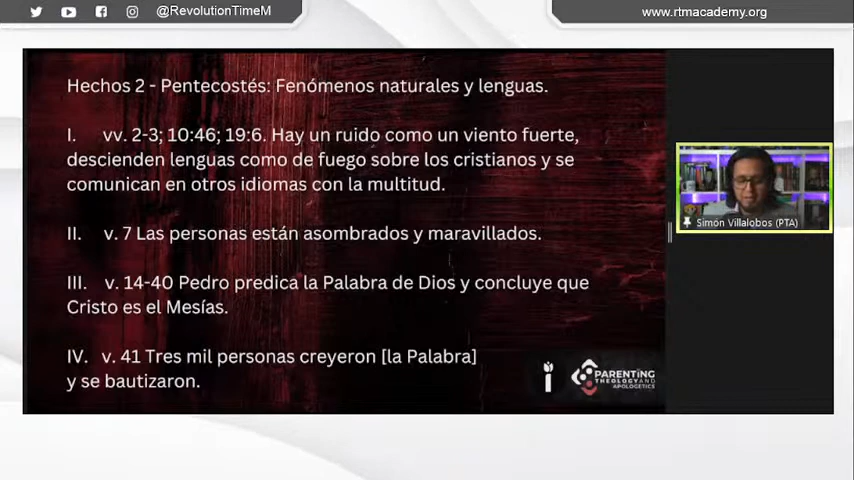 @RevolutionTimeM
www.rtmacademy.org
Hechos 2 - Pentecostés: Fenómenos naturales y lenguas.
I. vv. 2-3; 10:46; 19:6. Hay un ruido como un viento fuerte,
descienden lenguas como de fuego sobre los cristianos y se
comunican en otros idiomas con la multitud.
II. v. 7 Las personas están asombrados y maravillados.
III. v. 14-40 Pedro predica la Palabra de Dios y concluye que
Cristo es el Mesías.
IV. v. 41 Tres mil personas creyeron [la Palabra]
y se bautizaron.
PARENTING
THEOLOGY AND
APOLOGETICS
Simón Villalobos (PTA)